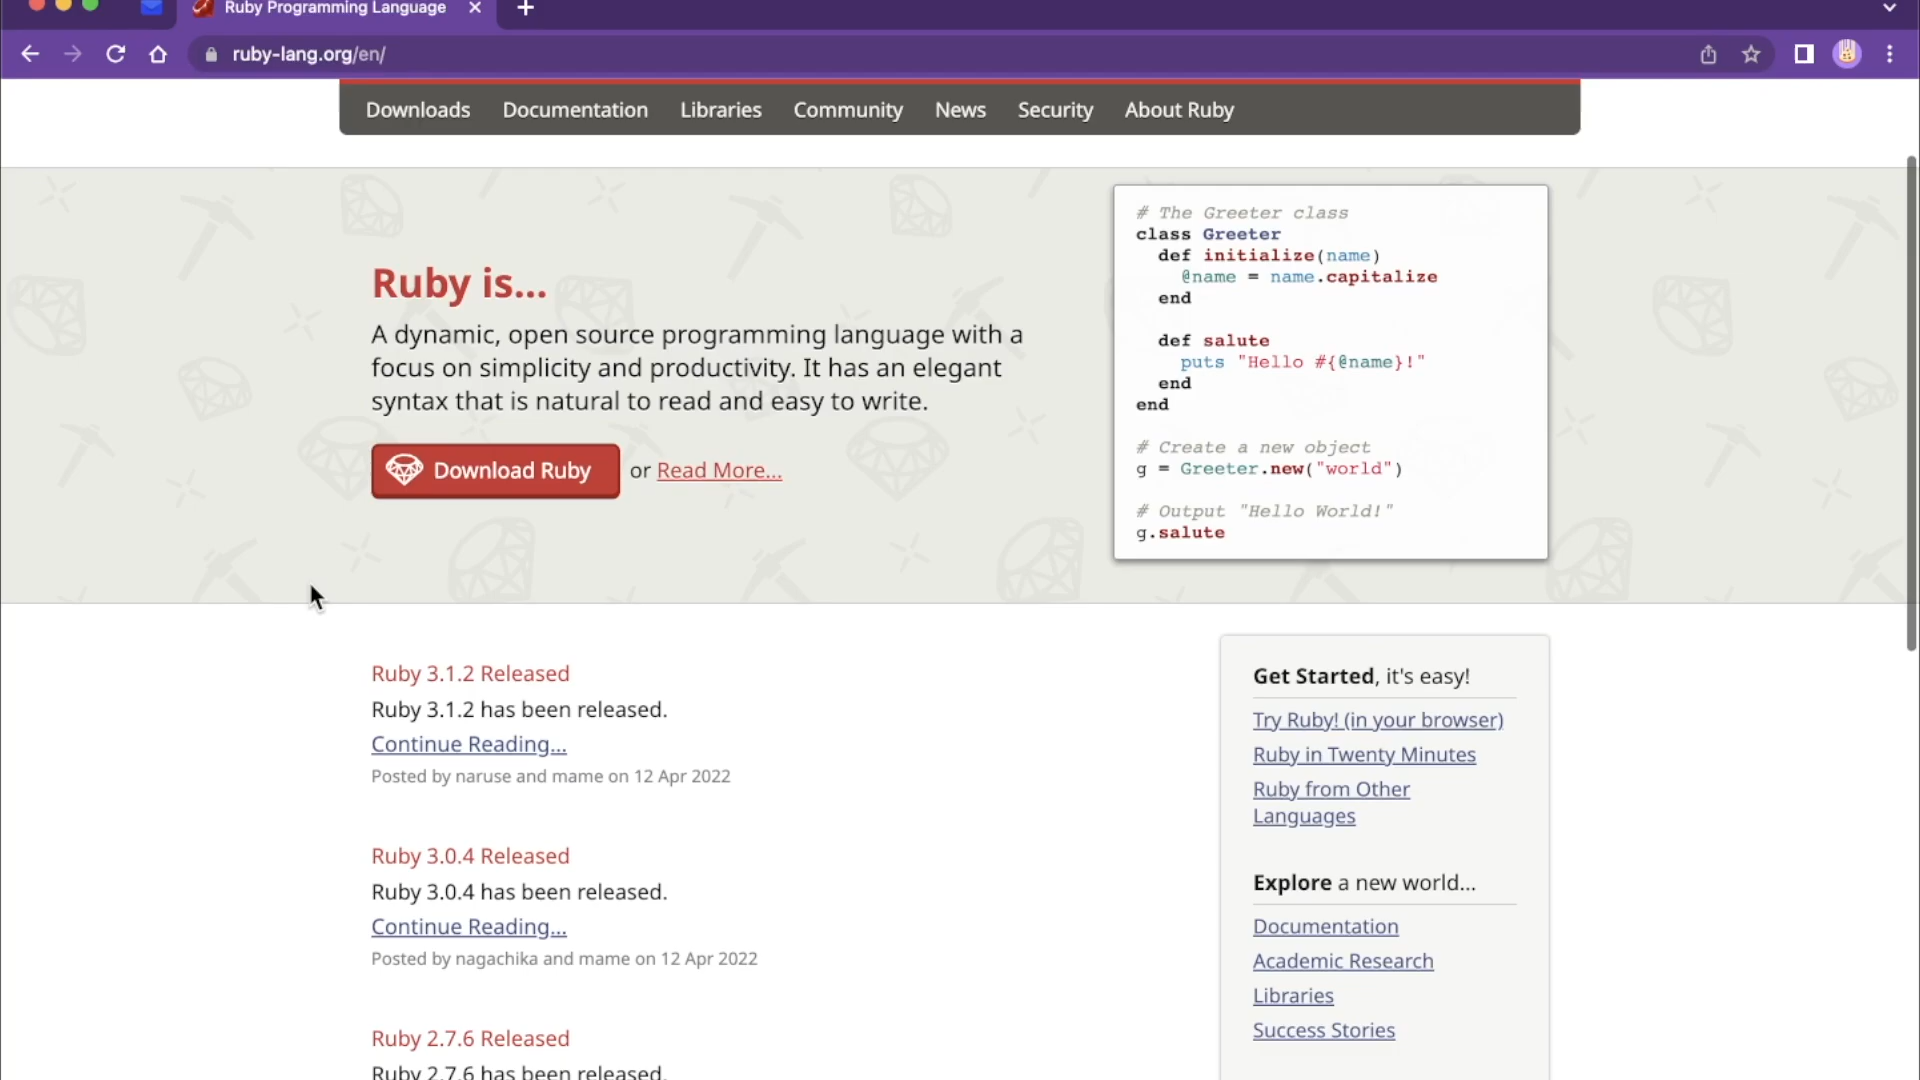 Ruby Programming Language
ruby-lang.org/en/
Downloads Documentation Libraries Community News Security About Ruby
Ruby is...
A dynamic, open source programming language with a
focus on simplicity and productivity. It has an elegant
syntax that is natural to read and easy to write.
Download Ruby or Read More...
# The Greeter class
class Greeter
  def initialize(name)
    @name = name.capitalize
  end

  def salute
    puts "Hello #{@name}!"
  end
end

# Create a new object
g = Greeter.new("world")

# Output "Hello World!"
g.salute
Ruby 3.1.2 Released
Ruby 3.1.2 has been released.
Continue Reading...
Posted by naruse and mame on 12 Apr 2022
Ruby 3.0.4 Released
Ruby 3.0.4 has been released.
Continue Reading...
Posted by nagachika and mame on 12 Apr 2022
Ruby 2.7.6 Released
Ruby 2.7.6 has been released.
Get Started, it's easy!
Try Ruby! (in your browser)
Ruby in Twenty Minutes
Ruby from Other
Languages
Explore a new world...
Documentation
Academic Research
Libraries
Success Stories